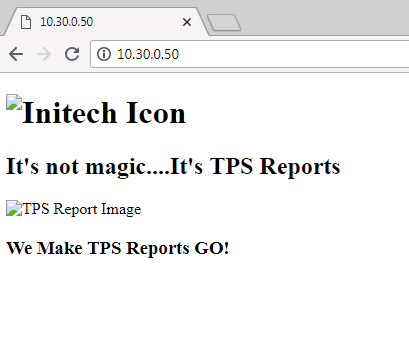 10.30.0.50
10.30.0.50
Initech Icon
It's not magic....It's TPS Reports
TPS Report Image
We Make TPS Reports GO!